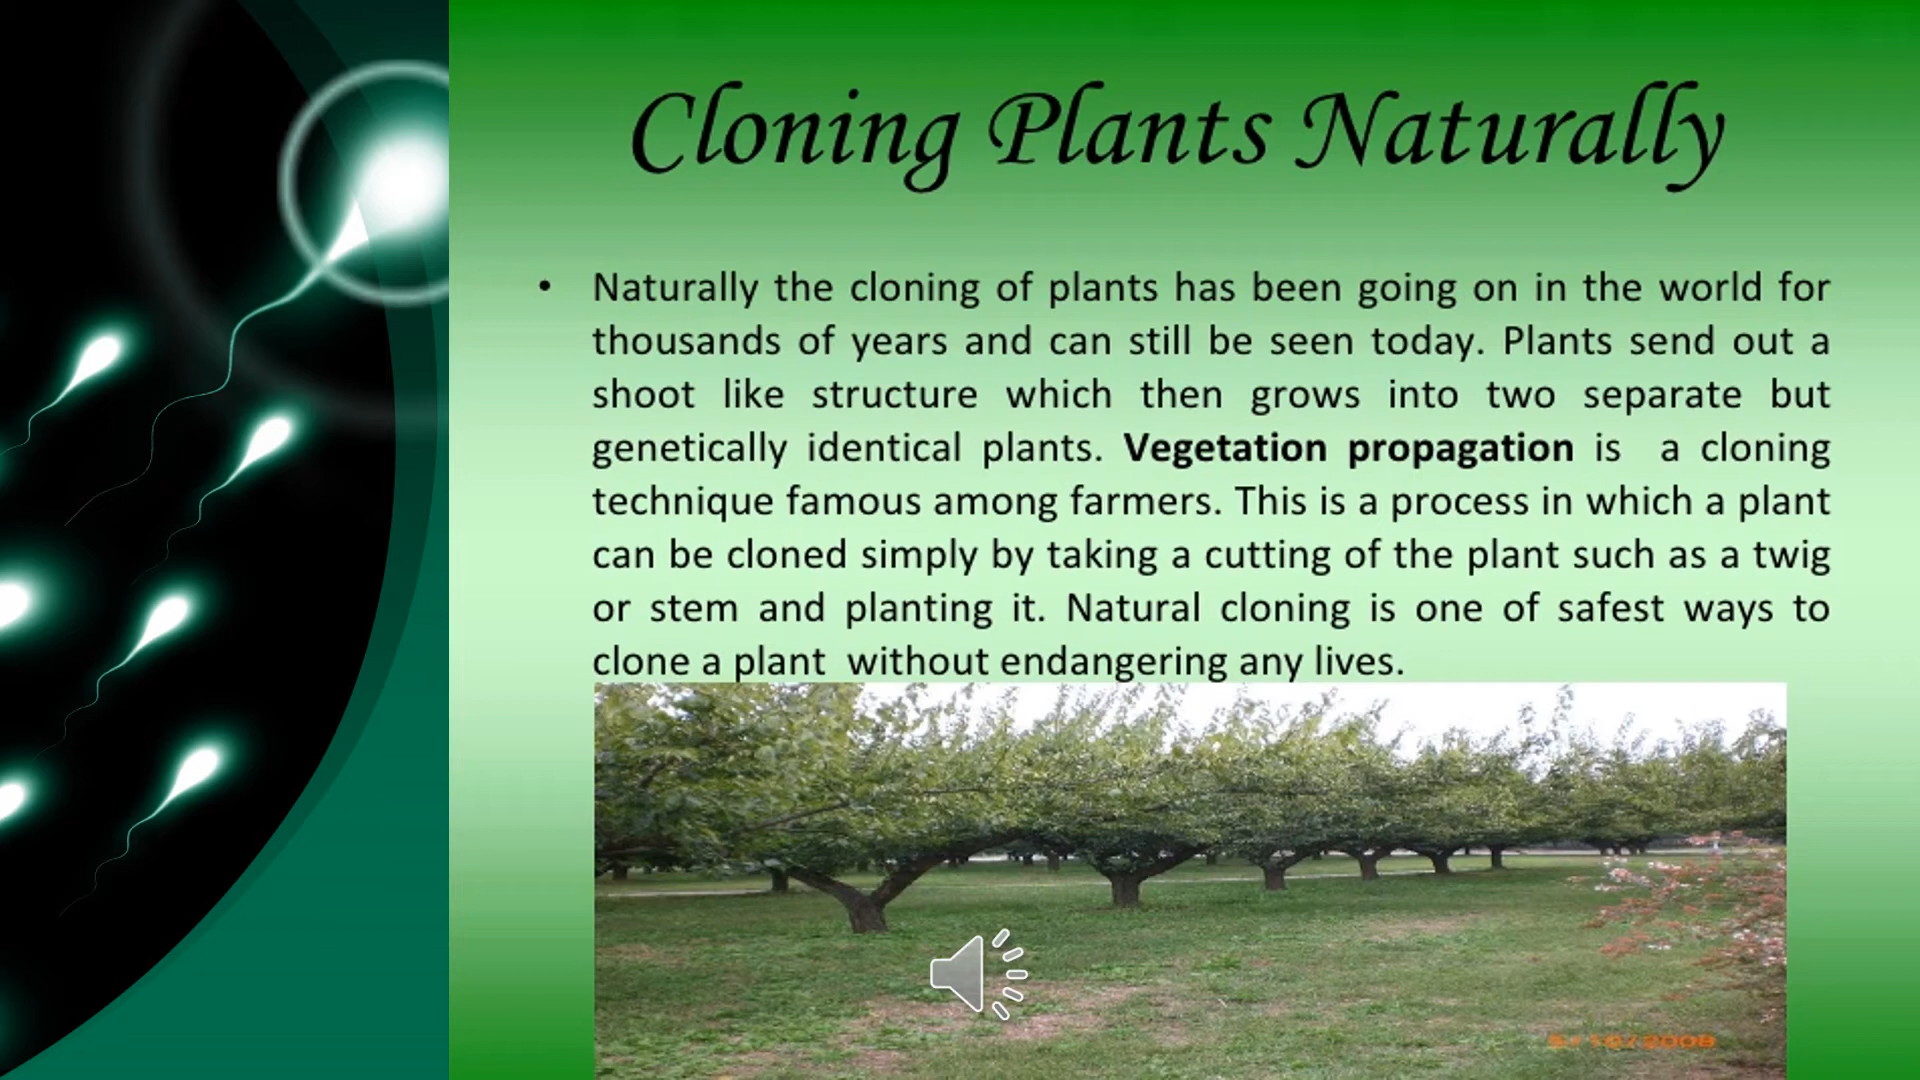 Cloning Plants Naturally
• Naturally the cloning of plants has been going on in the world for
thousands of years and can still be seen today. Plants send out a
shoot like structure which then grows into two separate but
genetically identical plants. Vegetation propagation is a cloning
technique famous among farmers. This is a process in which a plant
can be cloned simply by taking a cutting of the plant such as a twig
or stem and planting it. Natural cloning is one of safest ways to
clone a plant without endangering any lives.